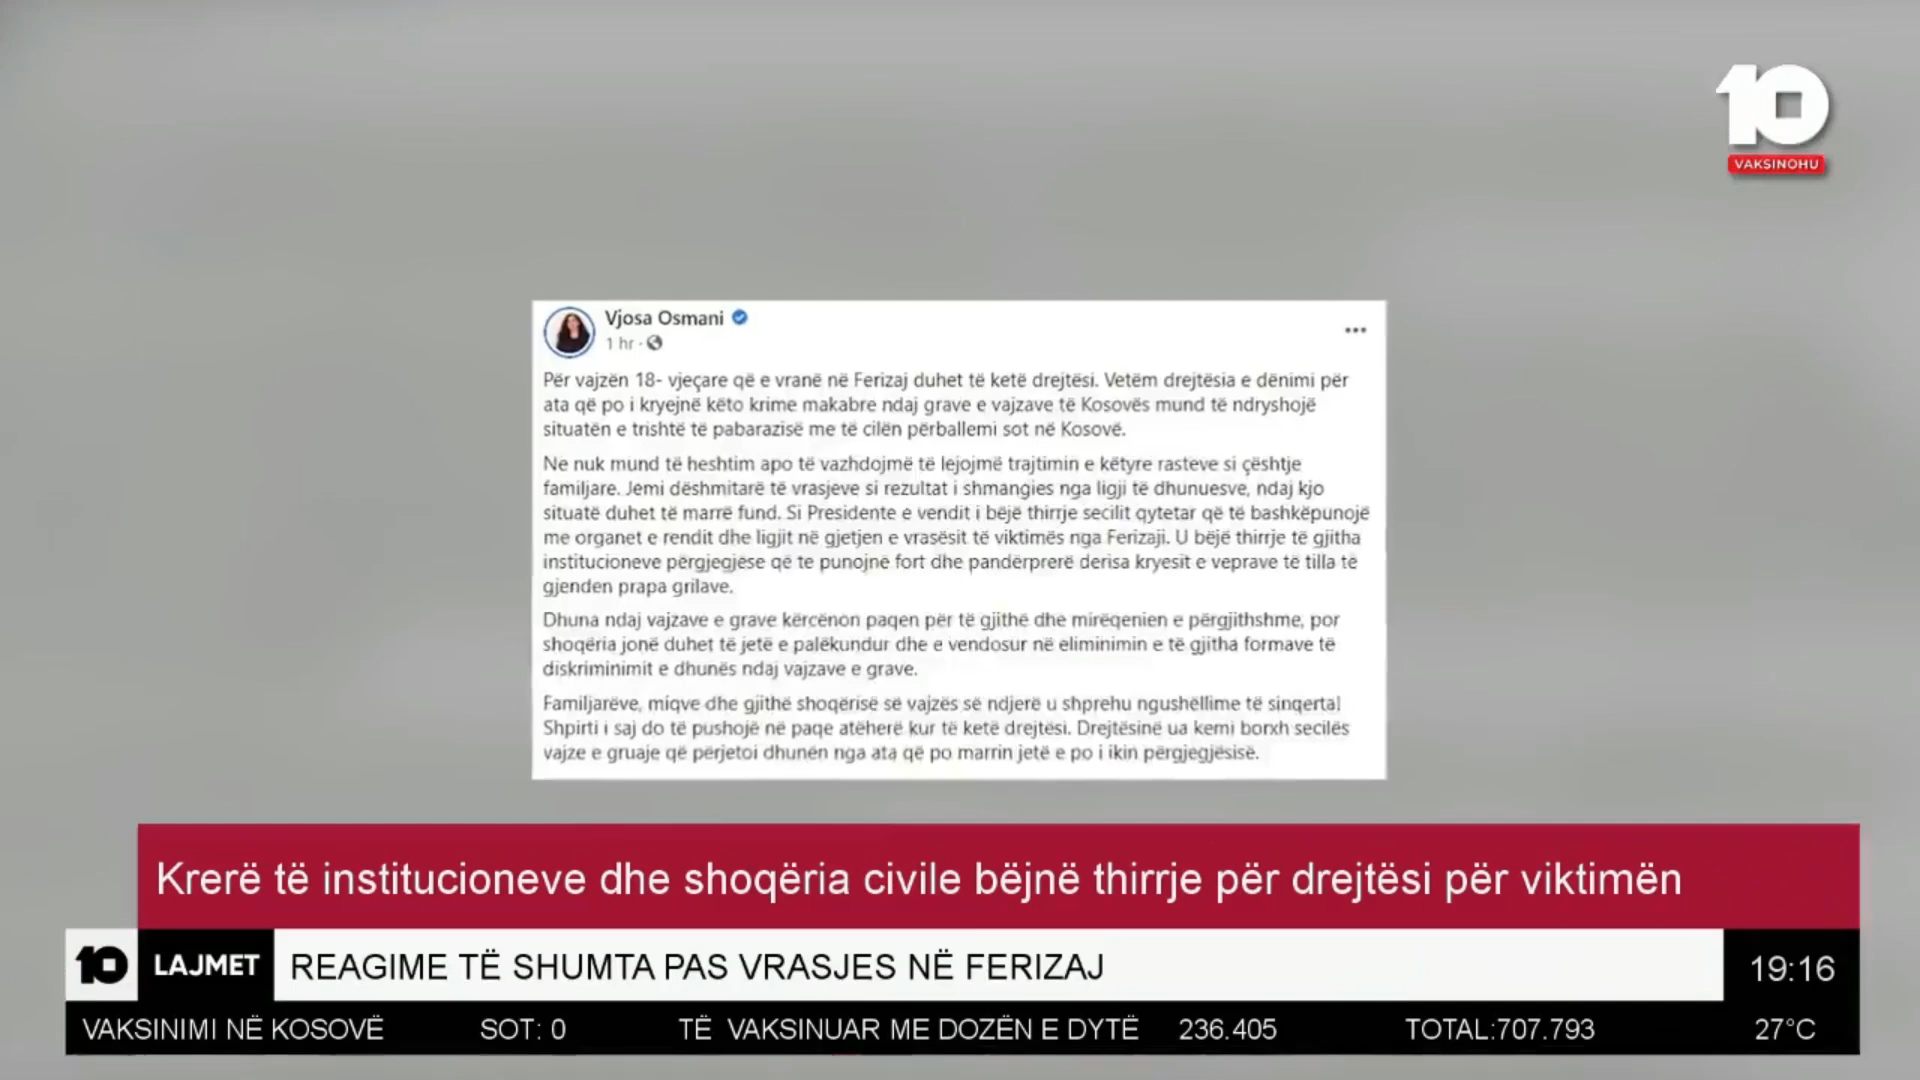 10
VAKSINOHU
Vjosa Osmani
1 hr ·
Për vajzën 18- vjeçare që e vranë në Ferizaj duhet të ketë drejtësi. Vetëm drejtësia e dënimi për
ata që po i kryejnë këto krime makabre ndaj grave e vajzave të Kosovës mund të ndryshojë
situatën e trishtë të pabarazisë me të cilën përballemi sot në Kosovë.
Ne nuk mund të heshtim apo të vazhdojmë të lejojmë trajtimin e këtyre rasteve si çështje
familjare. Jemi dëshmitarë të vrasjeve si rezultat i shmangies nga ligji të dhunuesve, ndaj kjo
situatë duhet të marrë fund. Si Presidente e vendit i bëjë thirrje secilit qytetar që të bashkëpunojë
me organet e rendit dhe ligjit në gjetjen e vrasësit të viktimës nga Ferizaji. U bëjë thirrje të gjitha
institucioneve përgjegjëse që te punojnë fort dhe pandërprerë derisa kryesit e veprave të tilla të
gjenden prapa grilave.
Dhuna ndaj vajzave e grave kërcënon paqen për të gjithë dhe mirëqenien e përgjithshme, por
shoqëria jonë duhet të jetë e palëkundur dhe e vendosur në eliminimin e të gjitha formave të
diskriminimit e dhunës ndaj vajzave e grave.
Familjarëve, miqve dhe gjithë shoqërisë së vajzës së ndjerë u shprehu ngushëllime të sinqerta!
Shpirti i saj do të pushojë në paqe atëherë kur të ketë drejtësi. Drejtësinë ua kemi borxh secilës
vajze e gruaje që përjetoi dhunën nga ata që po marrin jetë e po i ikin përgjegjësisë.
Krerë të institucioneve dhe shoqëria civile bëjnë thirrje për drejtësi për viktimën
10 LAJMET REAGIME TË SHUMTA PAS VRASJES NË FERIZAJ 19:16
VAKSINIMI NË KOSOVË SOT: 0 TË VAKSINUAR ME DOZËN E DYTË 236.405 TOTAL:707.793 27°C